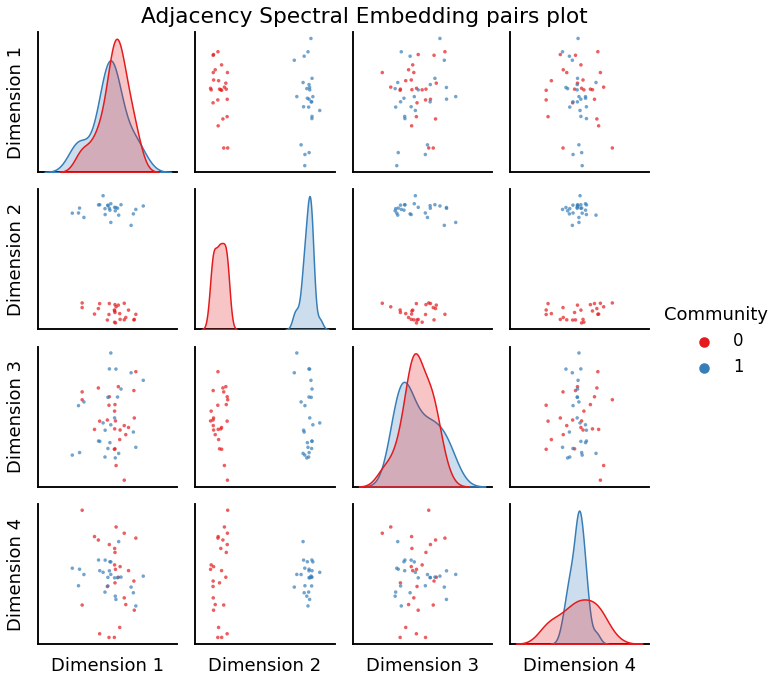 Adjacency Spectral Embedding pairs plot
Dimension 1
Dimension 2
Dimension 3
Dimension 4
Community
0
1
Dimension 1
Dimension 2
Dimension 3
Dimension 4